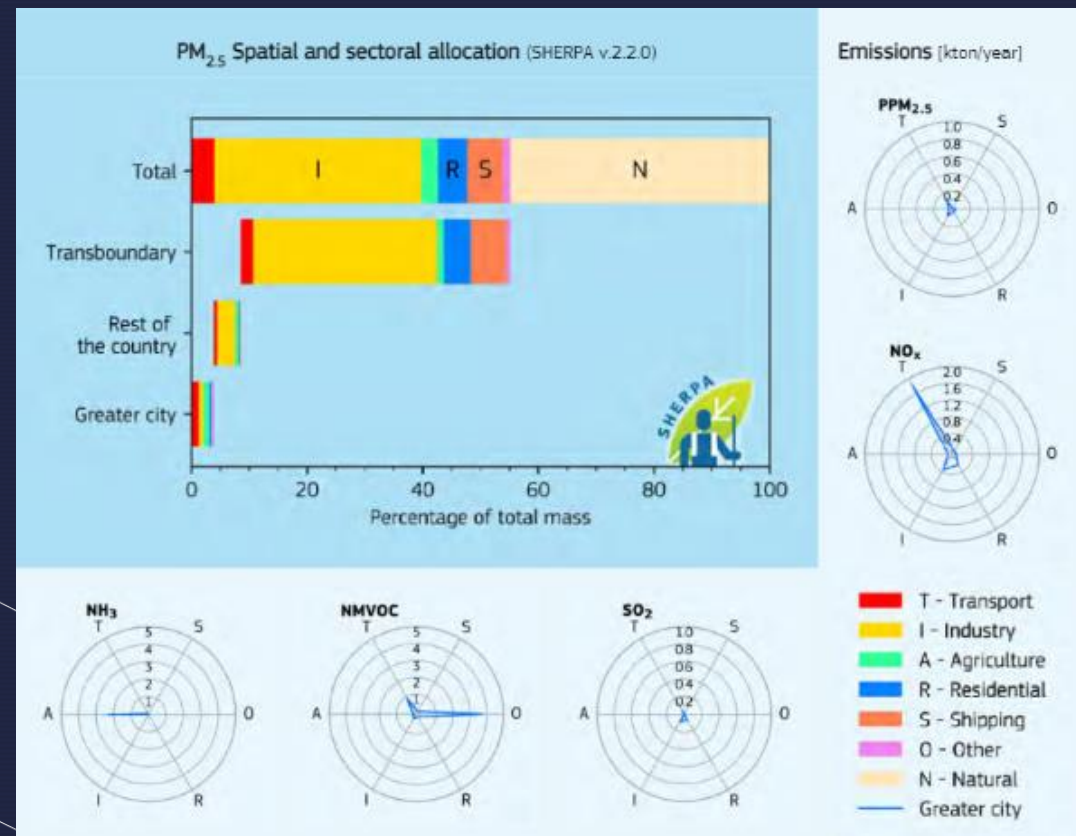 PM2.5 Spatial and sectoral allocation (SHERPA v.2.2.0)
Total
I
R
S
N
Transboundary
Rest of
the country
Greater city
SHERPA
0
20
40
60
80
100
Percentage of total mass
Emissions [kton/year]
PPM2.5
T
S
1.0
0.8
0.6
0.4
0.2
A
O
I
R
NOx
T
S
2.0
1.6
1.2
0.8
0.4
A
O
I
R
NH3
T
S
5
4
3
2
1
A
O
I
R
NMVOC
T
S
5
4
3
2
1
A
O
I
R
SO2
T
S
1.0
0.8
0.6
0.4
0.2
A
O
I
R
T - Transport
I - Industry
A - Agriculture
R - Residential
S - Shipping
O - Other
N - Natural
Greater city